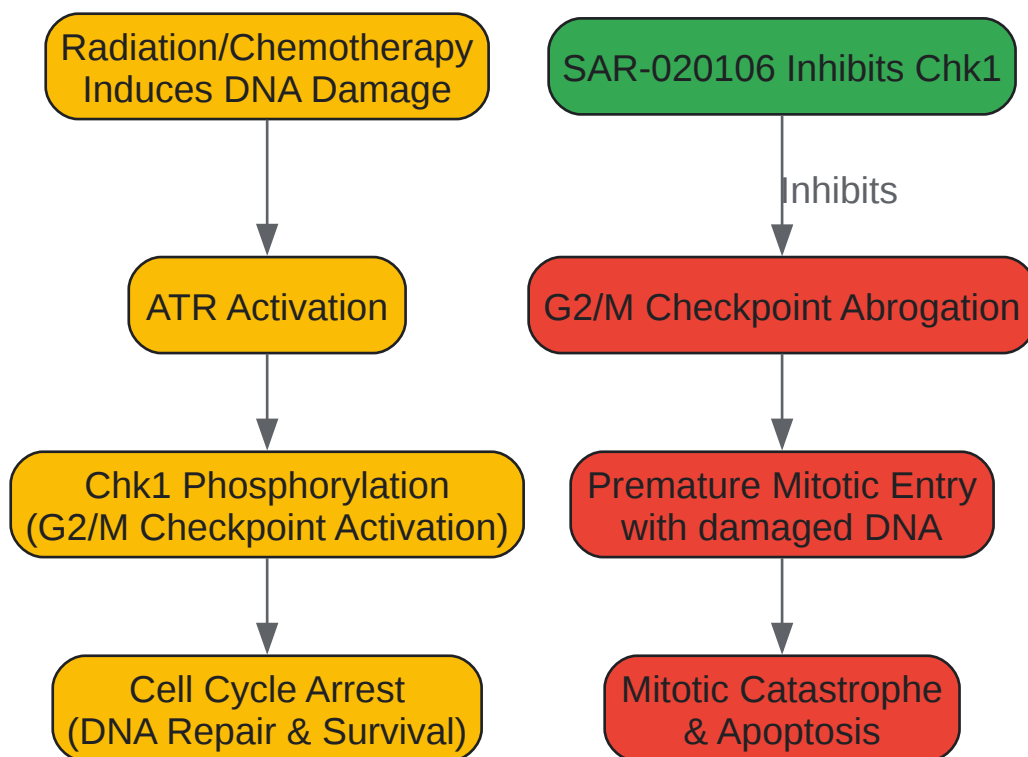 Radiation/Chemotherapy
Induces DNA Damage
SAR-020106 Inhibits Chk1
Inhibits
ATR Activation
G2/M Checkpoint Abrogation
Chk1 Phosphorylation
(G2/M Checkpoint Activation)
Premature Mitotic Entry
with damaged DNA
Cell Cycle Arrest
(DNA Repair & Survival)
Mitotic Catastrophe
& Apoptosis